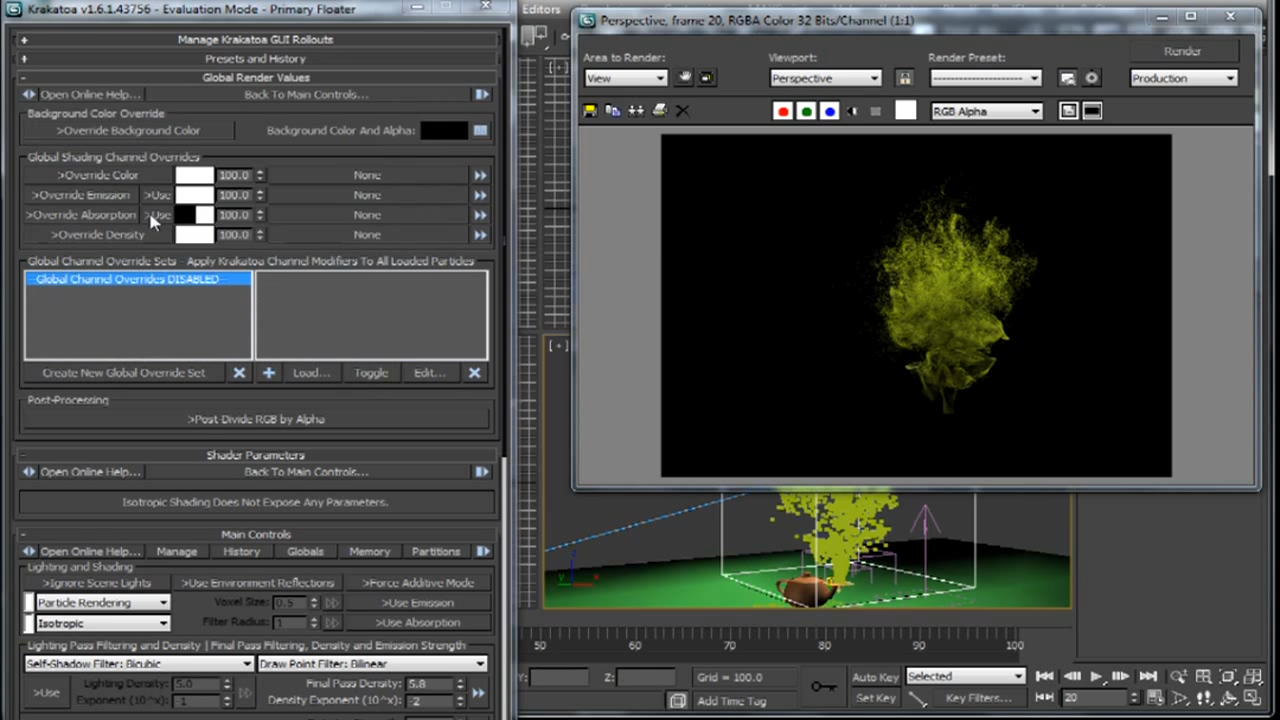 Krakatoa v1.6.1.43756 - Evaluation Mode - Primary Floater
Manage Krakatoa GUI Rollouts
Presets and History
Global Render Values
Open Online Help... Back To Main Controls...
Background Color Override
>Override Background Color Background Color And Alpha:
Global Shading Channel Overrides
>Override Color 100.0 None
>Override Emission >Use 100.0 None
>Override Absorption >Use 100.0 None
>Override Density 100.0 None
Global Channel Override Sets - Apply Krakatoa Channel Modifiers To All Loaded Particles
Global Channel Overrides DISABLED
Create New Global Override Set Load... Toggle Edit...
Post-Processing
>Post-Divide RGB by Alpha
Shader Parameters
Open Online Help... Back To Main Controls...
Isotropic Shading Does Not Expose Any Parameters.
Main Controls
Open Online Help... Manage History Globals Memory Partitions
Lighting and Shading
>Ignore Scene Lights >Use Environment Reflections >Force Additive Mode
Particle Rendering Voxel Size: 0.5 >Use Emission
Isotropic Filter Radius: 1 >Use Absorption
Lighting Pass Filtering and Density | Final Pass Filtering, Density and Emission Strength
Self-Shadow Filter: Bicubic Draw Point Filter: Bilinear
>Use Lighting Density: 5.0 Final Pass Density: 5.8
Exponent (10^x): -1 Density Exponent (10^x): -2
Editors
Perspective, frame 20, RGBA Color 32 Bits/Channel (1:1)
Area to Render: Viewport: Render Preset: Render
View Perspective Production
RGB Alpha
[+]
[+]
50 60 70 80 90 100
Y: Z: Grid = 100.0 Auto Key Selected
Add Time Tag Set Key Key Filters... 20